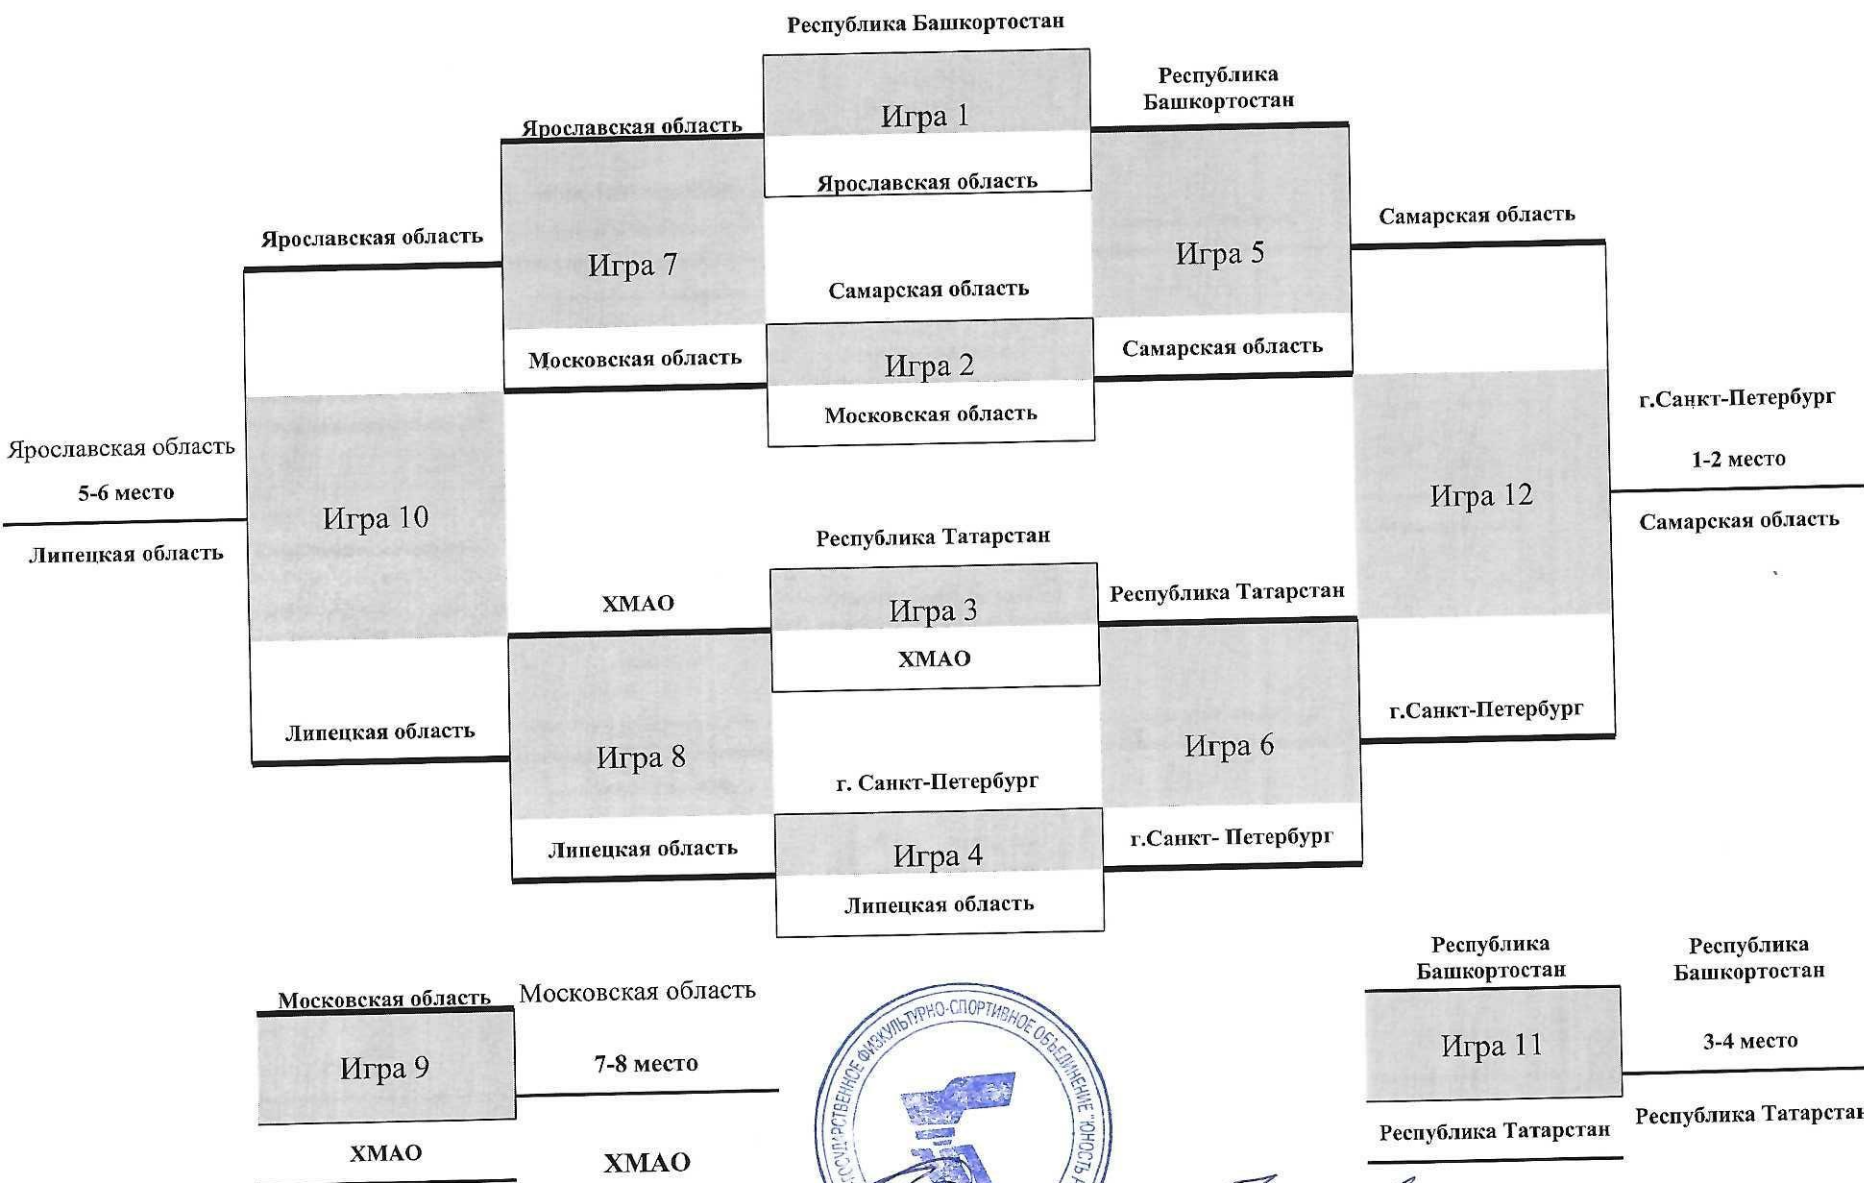 Республика Башкортостан
Игра 1
Ярославская область
Республика
Башкортостан
Ярославская область
Игра 7
Московская область
Самарская область
Игра 2
Московская область
Игра 5
Самарская область
Ярославская область
Самарская область
Ярославская область
5-6 место
Липецкая область
Игра 10
Игра 12
г.Санкт-Петербург
1-2 место
Самарская область
Республика Татарстан
Игра 3
ХМАО
ХМАО
Республика Татарстан
Игра 8
Игра 6
Липецкая область
г.Санкт-Петербург
г. Санкт-Петербург
Игра 4
Липецкая область
Липецкая область
г.Санкт- Петербург
Московская область
Игра 9
ХМАО
Московская область
7-8 место
ХМАО
ГОСУДАРСТВЕННОЕ ФИЗКУЛЬТУРНО-СПОРТИВНОЕ ОБЪЕДИНЕНИЕ "ЮНОСТЬ
Республика
Башкортостан
Игра 11
Республика Татарстан
Республика
Башкортостан
3-4 место
Республика Татарстан